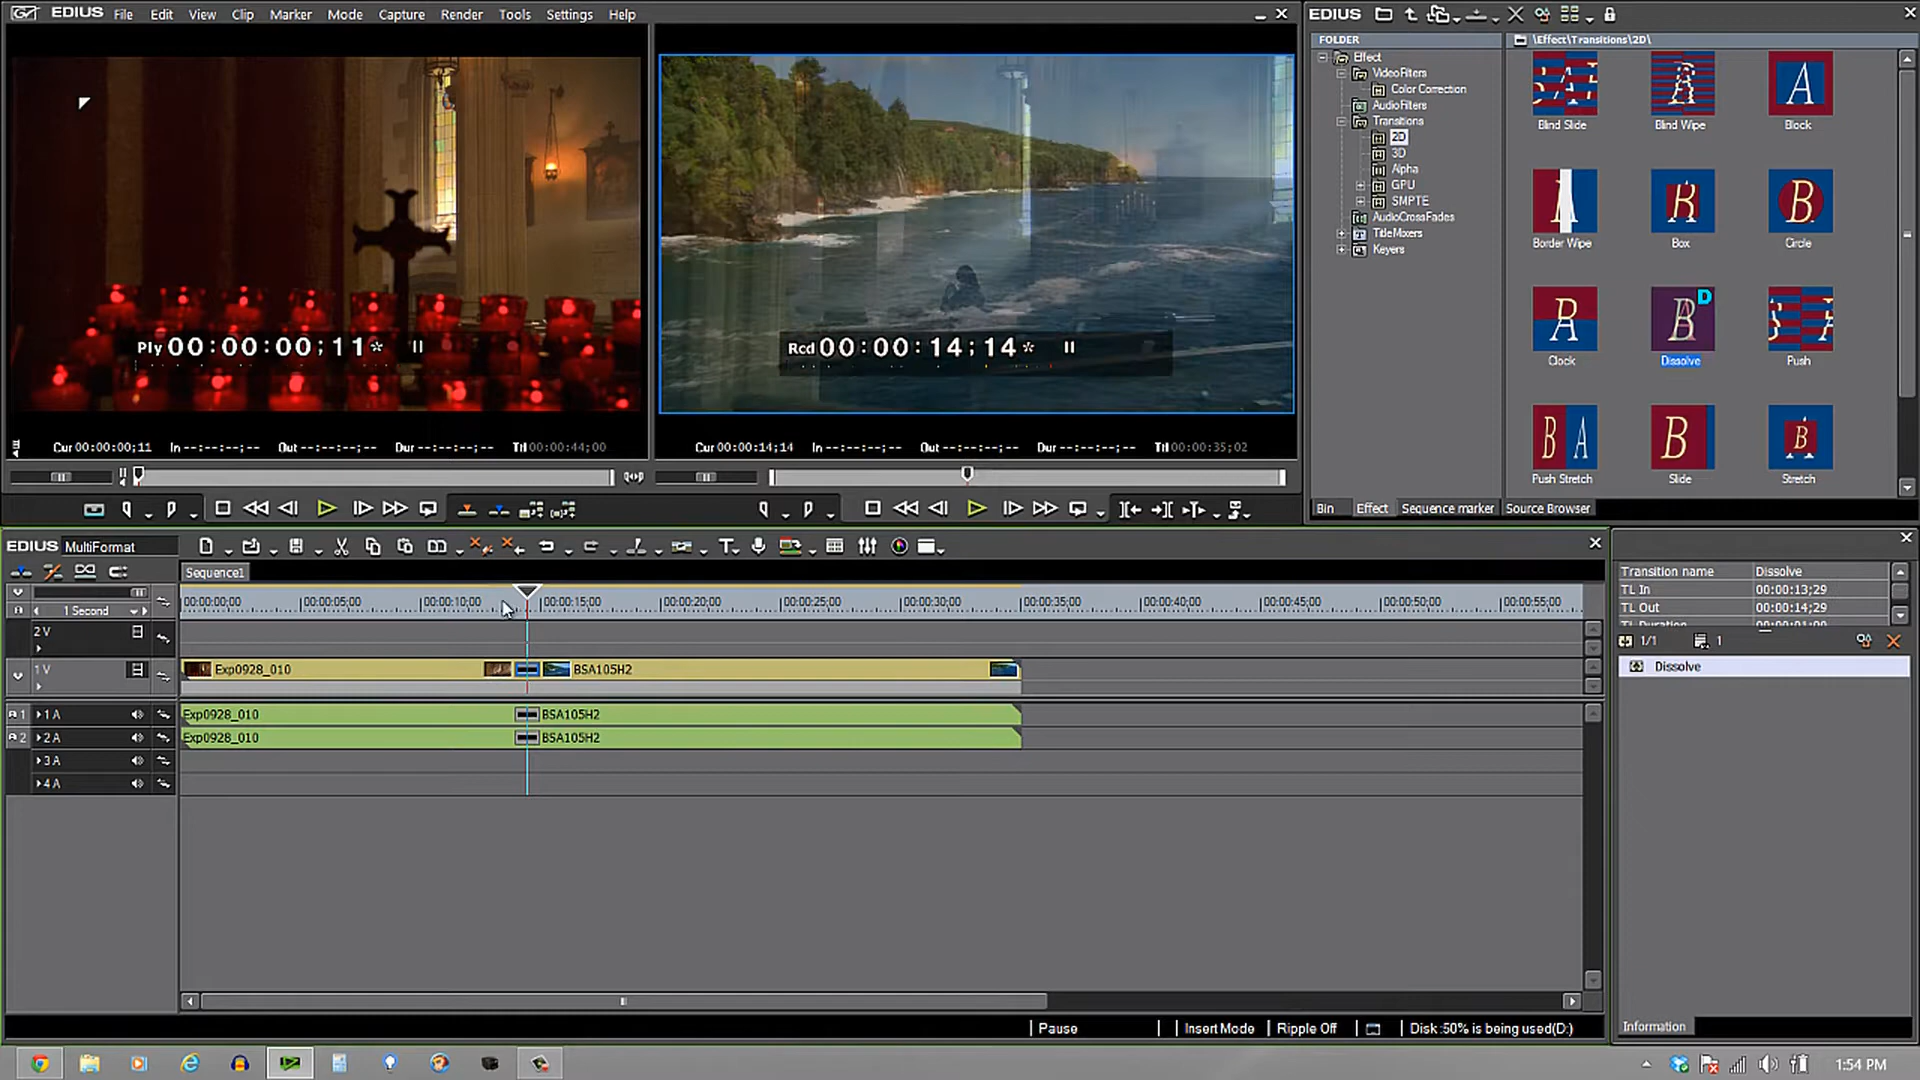 EDIUS File Edit View Clip Marker Mode Capture Render Tools Settings Help
Ply 00:00:00;11* II
Cur 00:00:00;11 In --:--:--;-- Out --:--:--;-- Dur --:--:--;-- Ttl 00:00:44;00
Rcd 00:00:14;14* II
Cur 00:00:14;14 In --:--:--;-- Out --:--:--;-- Dur --:--:--;-- Ttl 00:00:35;02
EDIUS
FOLDER
Effect
VideoFilters
Color Correction
AudioFilters
Transitions
2D
3D
Alpha
GPU
SMPTE
AudioCrossFades
TitleMixers
Keyers
\Effect\Transitions\2D\
Blind Slide Blind Wipe Block
Border Wipe Box Circle
Clock Dissolve Push
Push Stretch Slide Stretch
Bin Effect Sequence marker Source Browser
EDIUS MultiFormat
Sequence1
1 Second
00:00:00;00 00:00:05;00 00:00:10;00 00:00:15;00 00:00:20;00 00:00:25;00 00:00:30;00 00:00:35;00 00:00:40;00 00:00:45;00 00:00:50;00 00:00:55;00
2 V
1 V Exp0928_010 BSA105H2
1 1 A Exp0928_010 BSA105H2
2 2 A Exp0928_010 BSA105H2
3 A
4 A
Pause Insert Mode Ripple Off Disk :50% is being used(D:)
Transition name Dissolve
TL In 00:00:13;29
TL Out 00:00:14;29
1/1 1
Dissolve
Information
1:54 PM